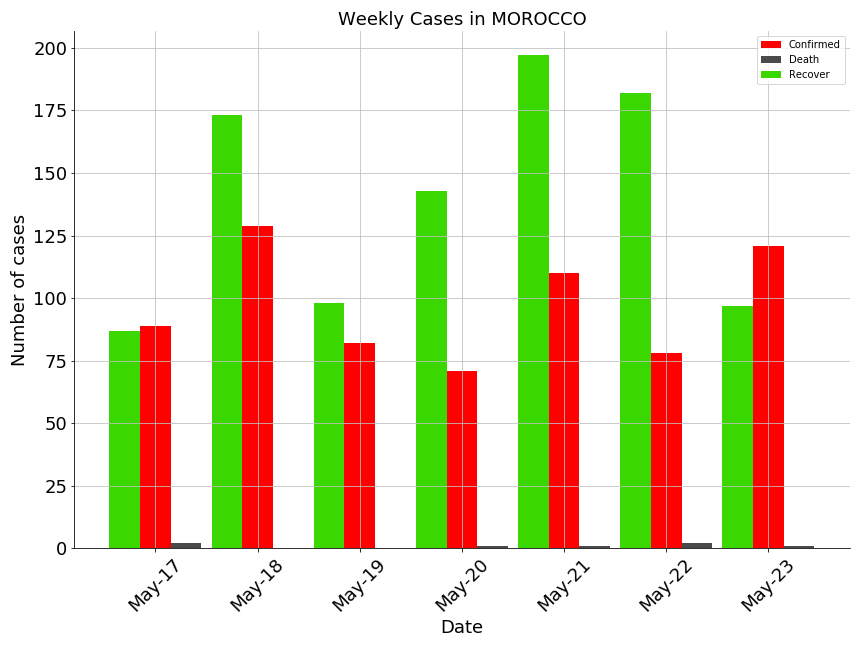 Weekly Cases in MOROCCO
Confirmed
Death
Recover
Number of cases
200
175
150
125
100
75
50
25
0
May-17
May-18
May-19
May-20
May-21
May-22
May-23
Date